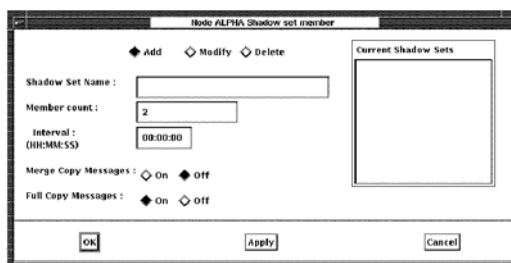 Node ALPHA Shadow set member
Add Modify Delete
Current Shadow Sets
Shadow Set Name :
Member count : 2
Interval : 00:00:00
(HH:MM:SS)
Merge Copy Messages : On Off
Full Copy Messages : On Off
OK Apply Cancel